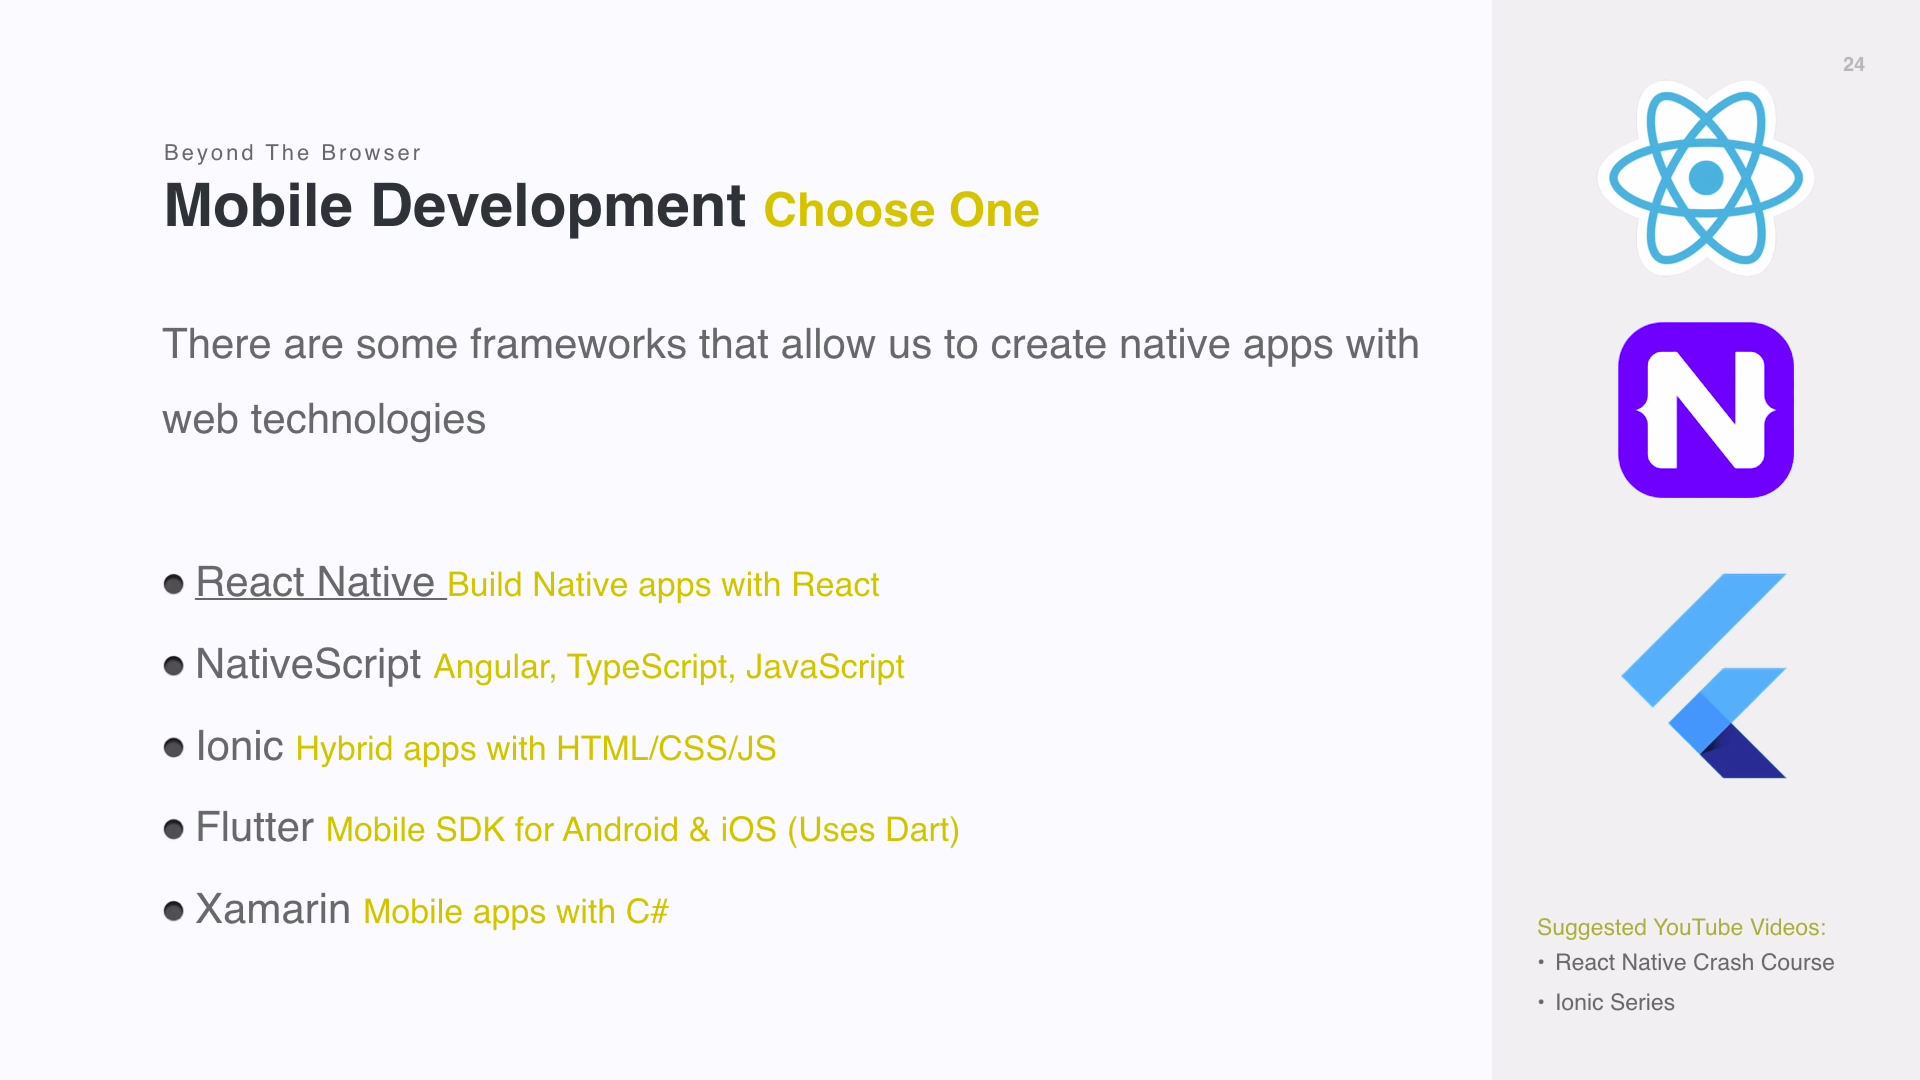 24
Beyond The Browser
Mobile Development Choose One
There are some frameworks that allow us to create native apps with
web technologies
● React Native Build Native apps with React
● NativeScript Angular, TypeScript, JavaScript
● Ionic Hybrid apps with HTML/CSS/JS
● Flutter Mobile SDK for Android & iOS (Uses Dart)
● Xamarin Mobile apps with C#
N
Suggested YouTube Videos:
• React Native Crash Course
• Ionic Series